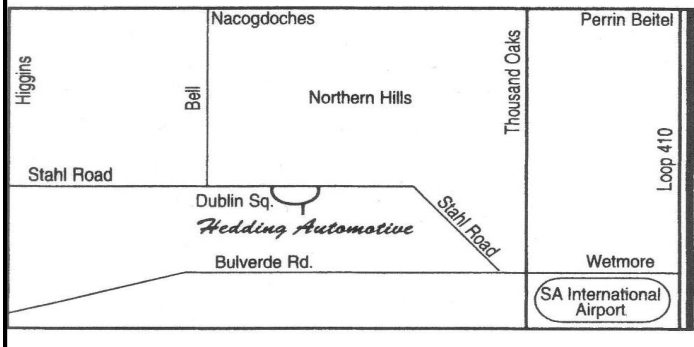 Nacogdoches
Perrin Beitel
Higgins
Bell
Northern Hills
Thousand Oaks
Loop 410
Stahl Road
Dublin Sq.
Hedding Automotive
Stahl Road
Bulverde Rd.
Wetmore
SA International
Airport